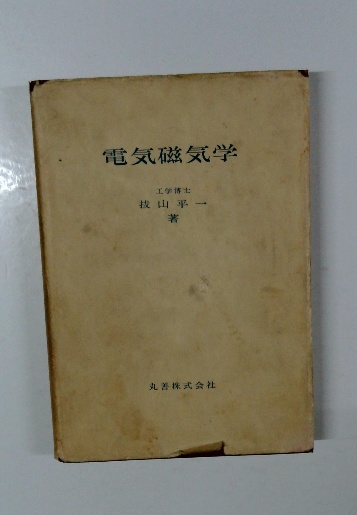 電気磁気学
工学博士
抜山平一
著
丸善株式会社